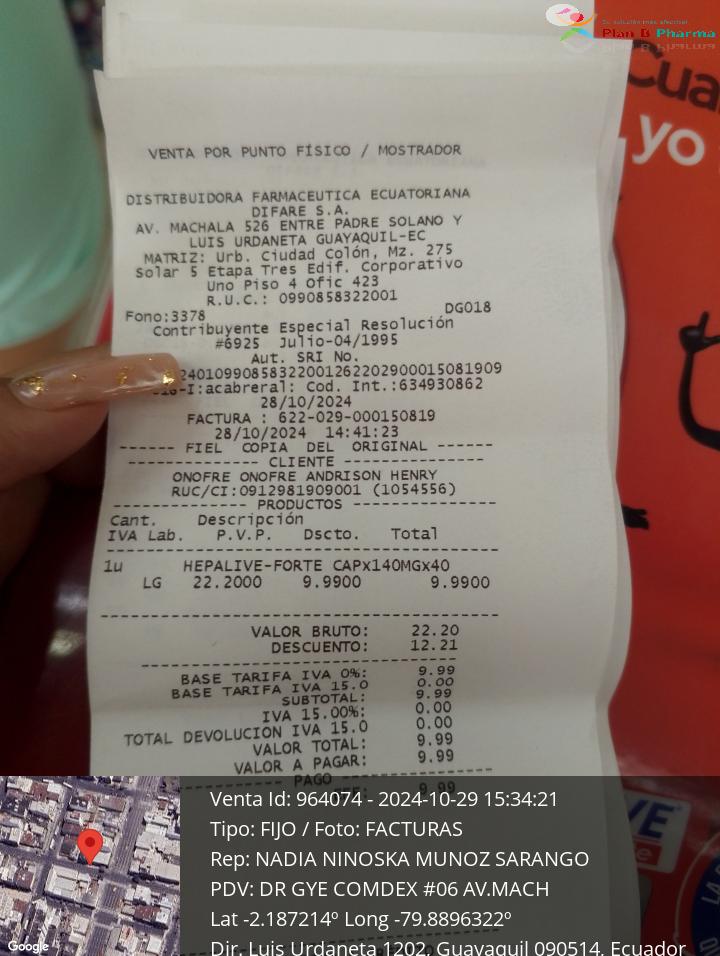 Tu solución más efectiva!
Plan B Pharma
Cua
yo
VENTA POR PUNTO FÍSICO / MOSTRADOR
DISTRIBUIDORA FARMACEUTICA ECUATORIANA
DIFARE S.A.
AV. MACHALA 526 ENTRE PADRE SOLANO Y
LUIS URDANETA GUAYAQUIL-EC
MATRIZ: Urb. Ciudad Colón, Mz. 275
Solar 5 Etapa Tres Edif. Corporativo
Uno Piso 4 Ofic 423
R.U.C.: 0990858322001
Fono:3378 DG018
Contribuyente Especial Resolución
#6925 Julio-04/1995
Aut. SRI No.
24010990858322001262202900015081909
-I:acabreral: Cod. Int.:634930862
28/10/2024
FACTURA : 622-029-000150819
28/10/2024 14:41:23
------ FIEL COPIA DEL ORIGINAL ------
-------------- CLIENTE ---------------
ONOFRE ONOFRE ANDRISON HENRY
RUC/CI:0912981909001 (1054556)
-------------- PRODUCTOS --------------
Cant. Descripción
IVA Lab. P.V.P. Dscto. Total
1u HEPALIVE-FORTE CAPx140MGx40
LG 22.2000 9.9900 9.9900
VALOR BRUTO: 22.20
DESCUENTO: 12.21
BASE TARIFA IVA 0%: 9.99
BASE TARIFA IVA 15.0 0.00
SUBTOTAL: 9.99
IVA 15.00%: 0.00
TOTAL DEVOLUCION IVA 15.0 0.00
VALOR TOTAL: 9.99
VALOR A PAGAR: 9.99
PAGO
Venta Id: 964074 - 2024-10-29 15:34:21
Tipo: FIJO / Foto: FACTURAS
Rep: NADIA NINOSKA MUNOZ SARANGO
PDV: DR GYE COMDEX #06 AV.MACH
Lat -2.187214º Long -79.8896322º
Dir. Luis Urdaneta 1202, Guayaquil 090514, Ecuador
Google